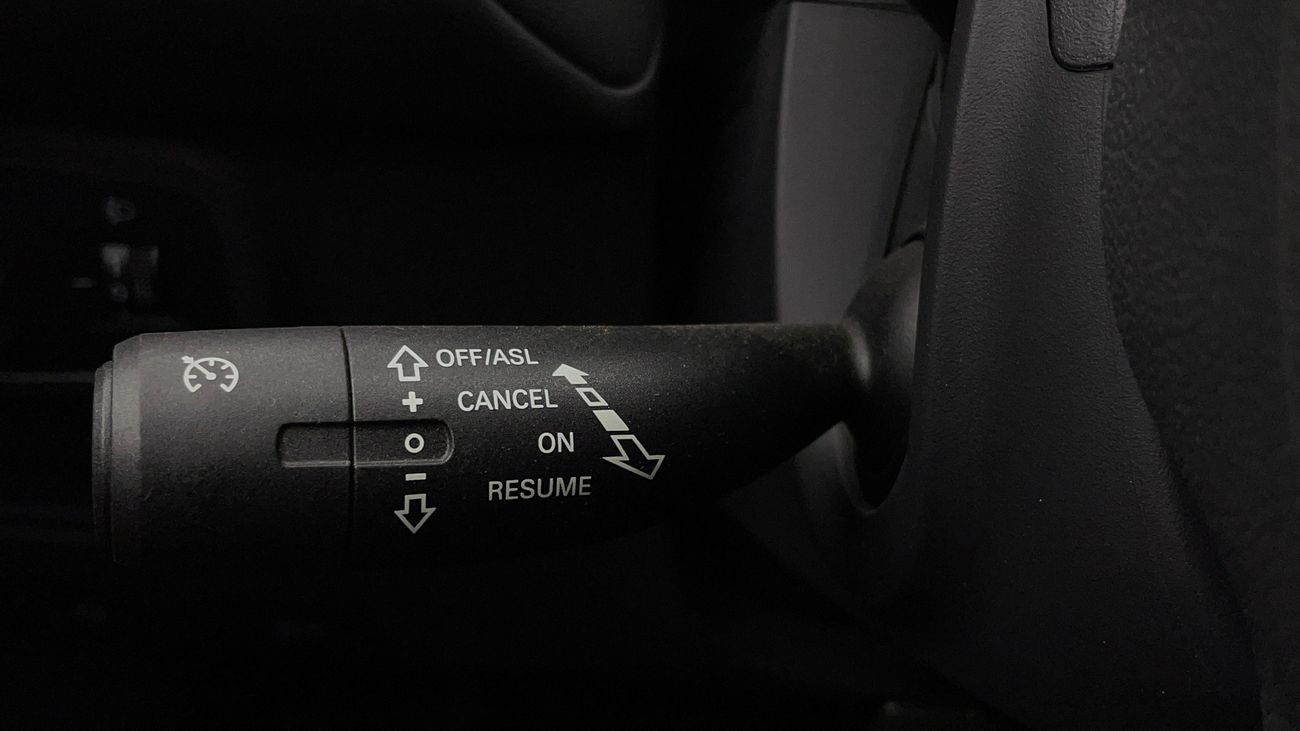 OFF/ASL
+ CANCEL
O ON
- RESUME